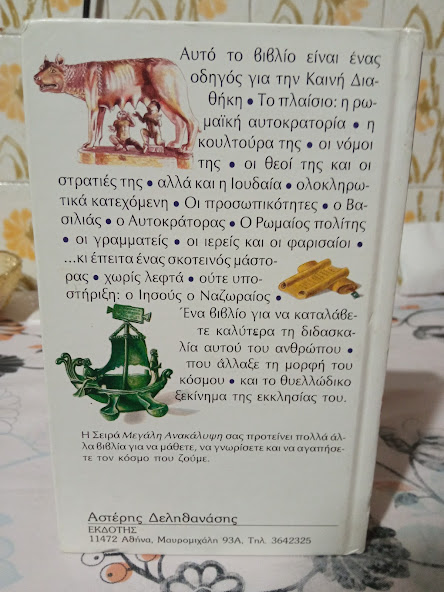 Αυτό το βιβλίο είναι ένας
οδηγός για την Καινή Δια-
θήκη • Το πλαίσιο: η ρω-
μαϊκή αυτοκρατορία • η
κουλτούρα της • οι νόμοι
της • οι θεοί της και οι
στρατιές της • αλλά και η Ιουδαία • ολοκληρω-
τικά κατεχόμενη • Οι προσωπικότητες • ο Βα-
σιλιάς • ο Αυτοκράτορας • Ο Ρωμαίος πολίτης
• οι γραμματείς • οι ιερείς και οι φαρισαίοι •
...κι έπειτα ένας σκοτεινός μάστο-
ρας • χωρίς λεφτά • ούτε υπο-
στήριξη: ο Ιησούς ο Ναζωραίος •
Ένα βιβλίο για να καταλάβε-
τε καλύτερα τη διδασκα-
λία αυτού του ανθρώπου •
που άλλαξε τη μορφή του
κόσμου • και το θυελλώδικο
ξεκίνημα της εκκλησίας του.
Η Σειρά Μεγάλη Ανακάλυψη σας προτείνει πολλά άλ-
λα βιβλία για να μάθετε, να γνωρίσετε και να αγαπήσε-
τε τον κόσμο που ζούμε.
Αστέρης Δεληθανάσης
ΕΚΔΟΤΗΣ
11472 Αθήνα, Μαυρομιχάλη 93Α, Τηλ. 3642325